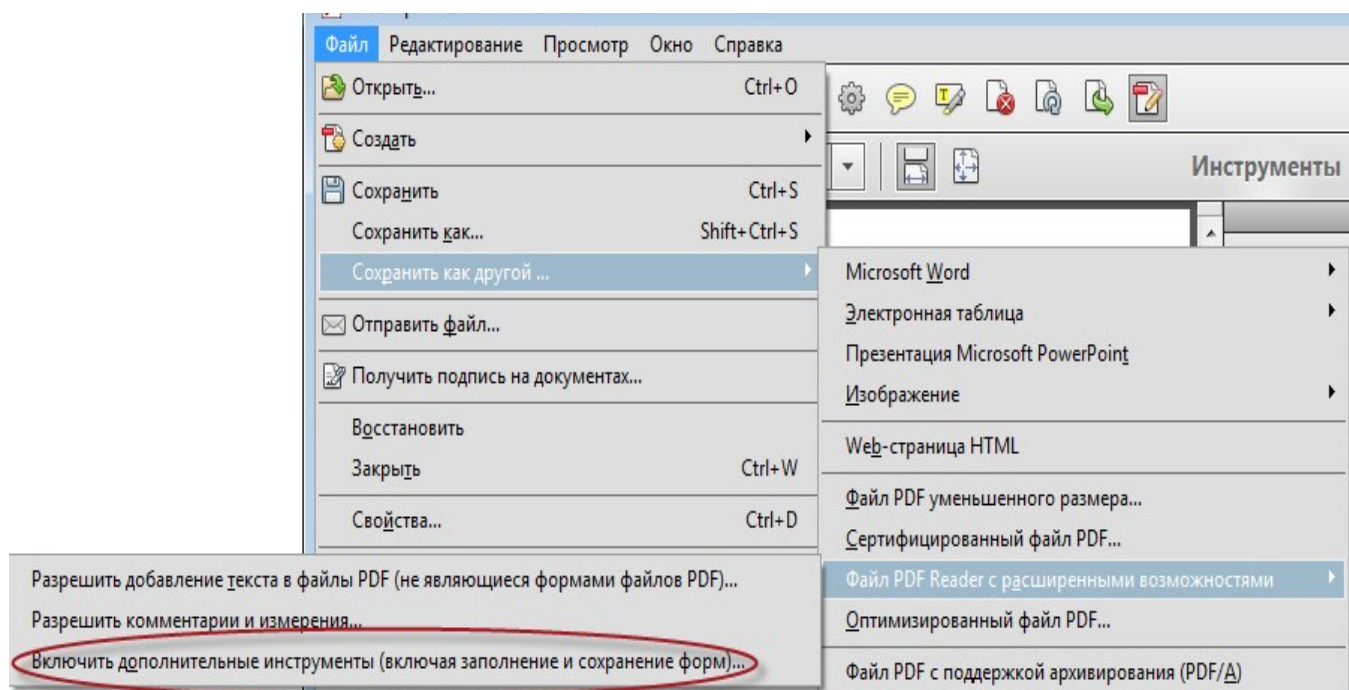 Файл Редактирование Просмотр Окно Справка
Открыть... Ctrl+O
Создать
Сохранить Ctrl+S
Сохранить как... Shift+Ctrl+S
Сохранить как другой ...
Отправить файл...
Получить подпись на документах...
Восстановить
Закрыть Ctrl+W
Свойства... Ctrl+D
Инструменты
Microsoft Word
Электронная таблица
Презентация Microsoft PowerPoint
Изображение
Web-страница HTML
Файл PDF уменьшенного размера...
Сертифицированный файл PDF...
Файл PDF Reader с расширенными возможностями
Оптимизированный файл PDF...
Файл PDF с поддержкой архивирования (PDF/A)
Разрешить добавление текста в файлы PDF (не являющиеся формами файлов PDF)...
Разрешить комментарии и измерения...
Включить дополнительные инструменты (включая заполнение и сохранение форм)...